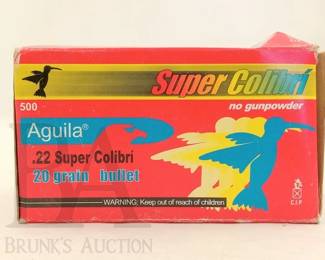 Super Colibrí
no gunpowder
500
Aguila®
.22 Super Colibri
20 grain bullet
WARNING: Keep out of reach of children.
C.I.P
BRUNK'S AUCTION